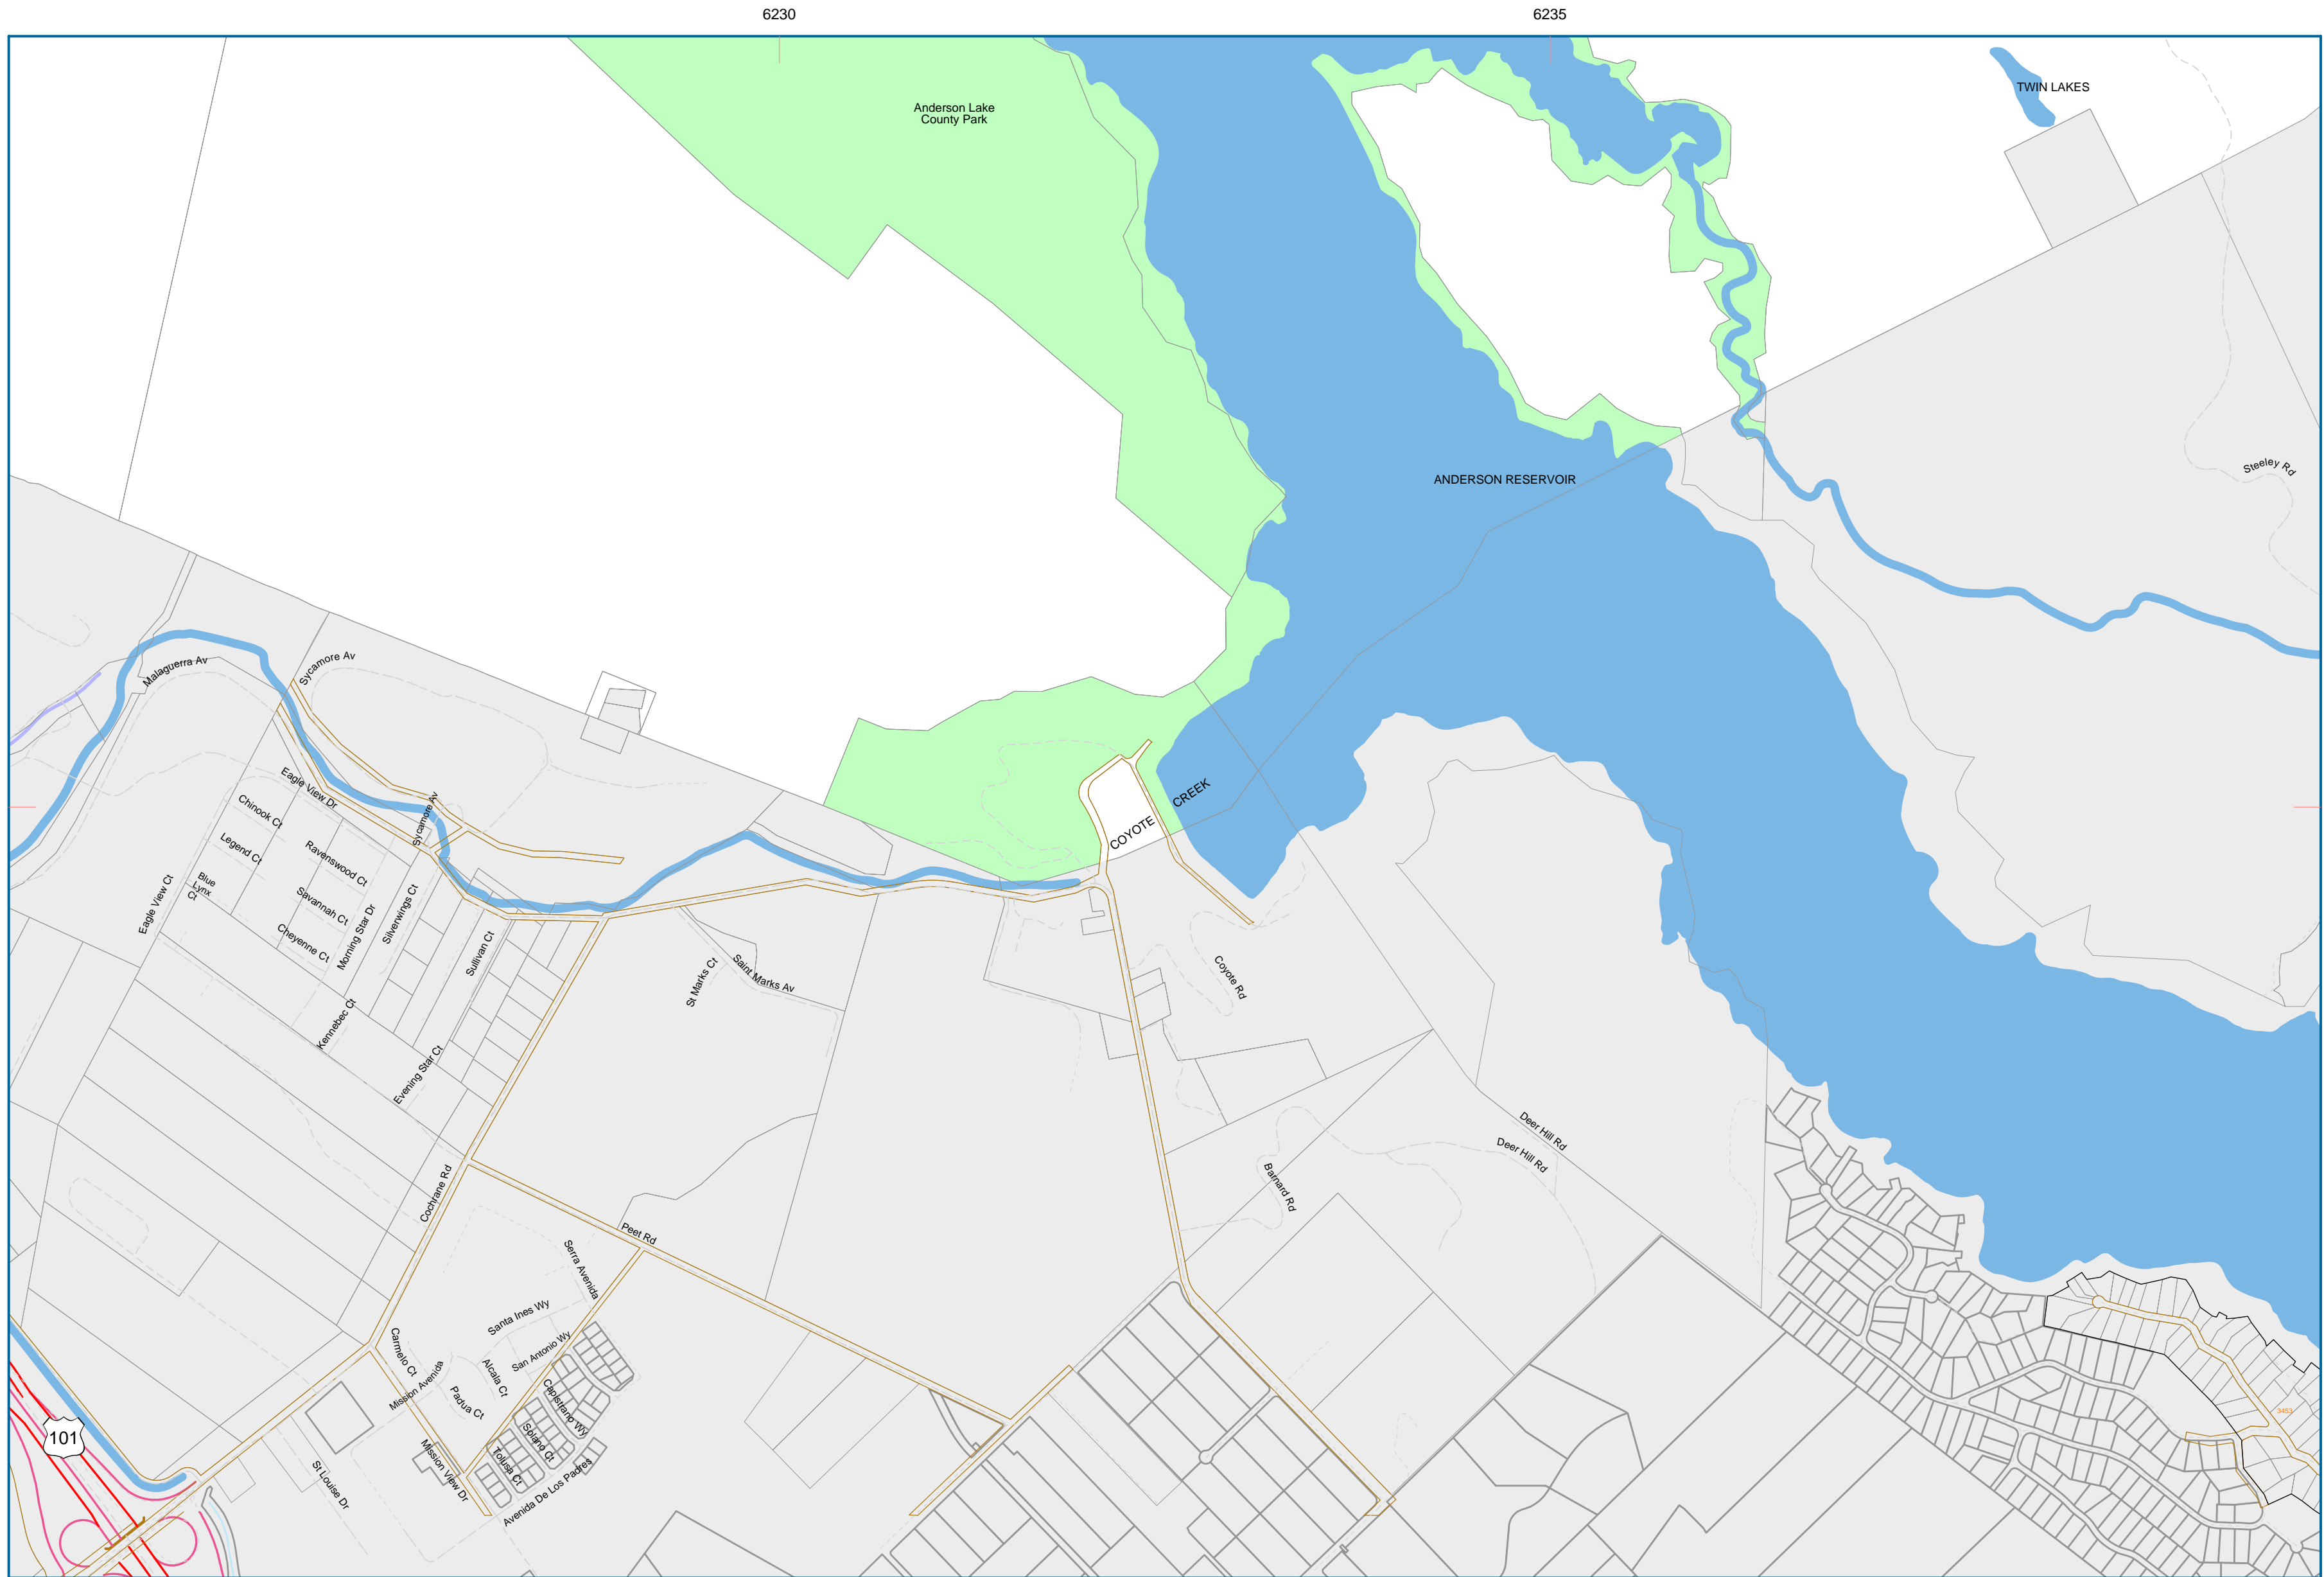 6230
6235
Anderson Lake
County Park
TWIN LAKES
Steeley Rd
ANDERSON RESERVOIR
Sycamore Av
Malaguerra Av
Eagle View Dr
Chinook Ct
Sycamore Av
CREEK
COYOTE
Legend Ct
Ravenswood Ct
Blue
Lynx
Ct
Savannah Ct
Silverwings Ct
Eagle View Ct
Morning Star Dr
Cheyenne Ct
Sullivan Ct
St Marks Ct
Saint Marks Av
Coyote Rd
Kennebec Ct
Evening Star Ct
Deer Hill Rd
Deer Hill Rd
Barnard Rd
Cochrane Rd
Peet Rd
Serra Avenida
Santa Ines Wy
San Antonio Wy
Carmelo Ct
Mission Avenida
Alcala Ct
Padua Ct
Capistrano Wy
Solano Ct
Tolusa Ct
Mission View Dr
Avenida De Los Padres
St Louise Dr
101
3453